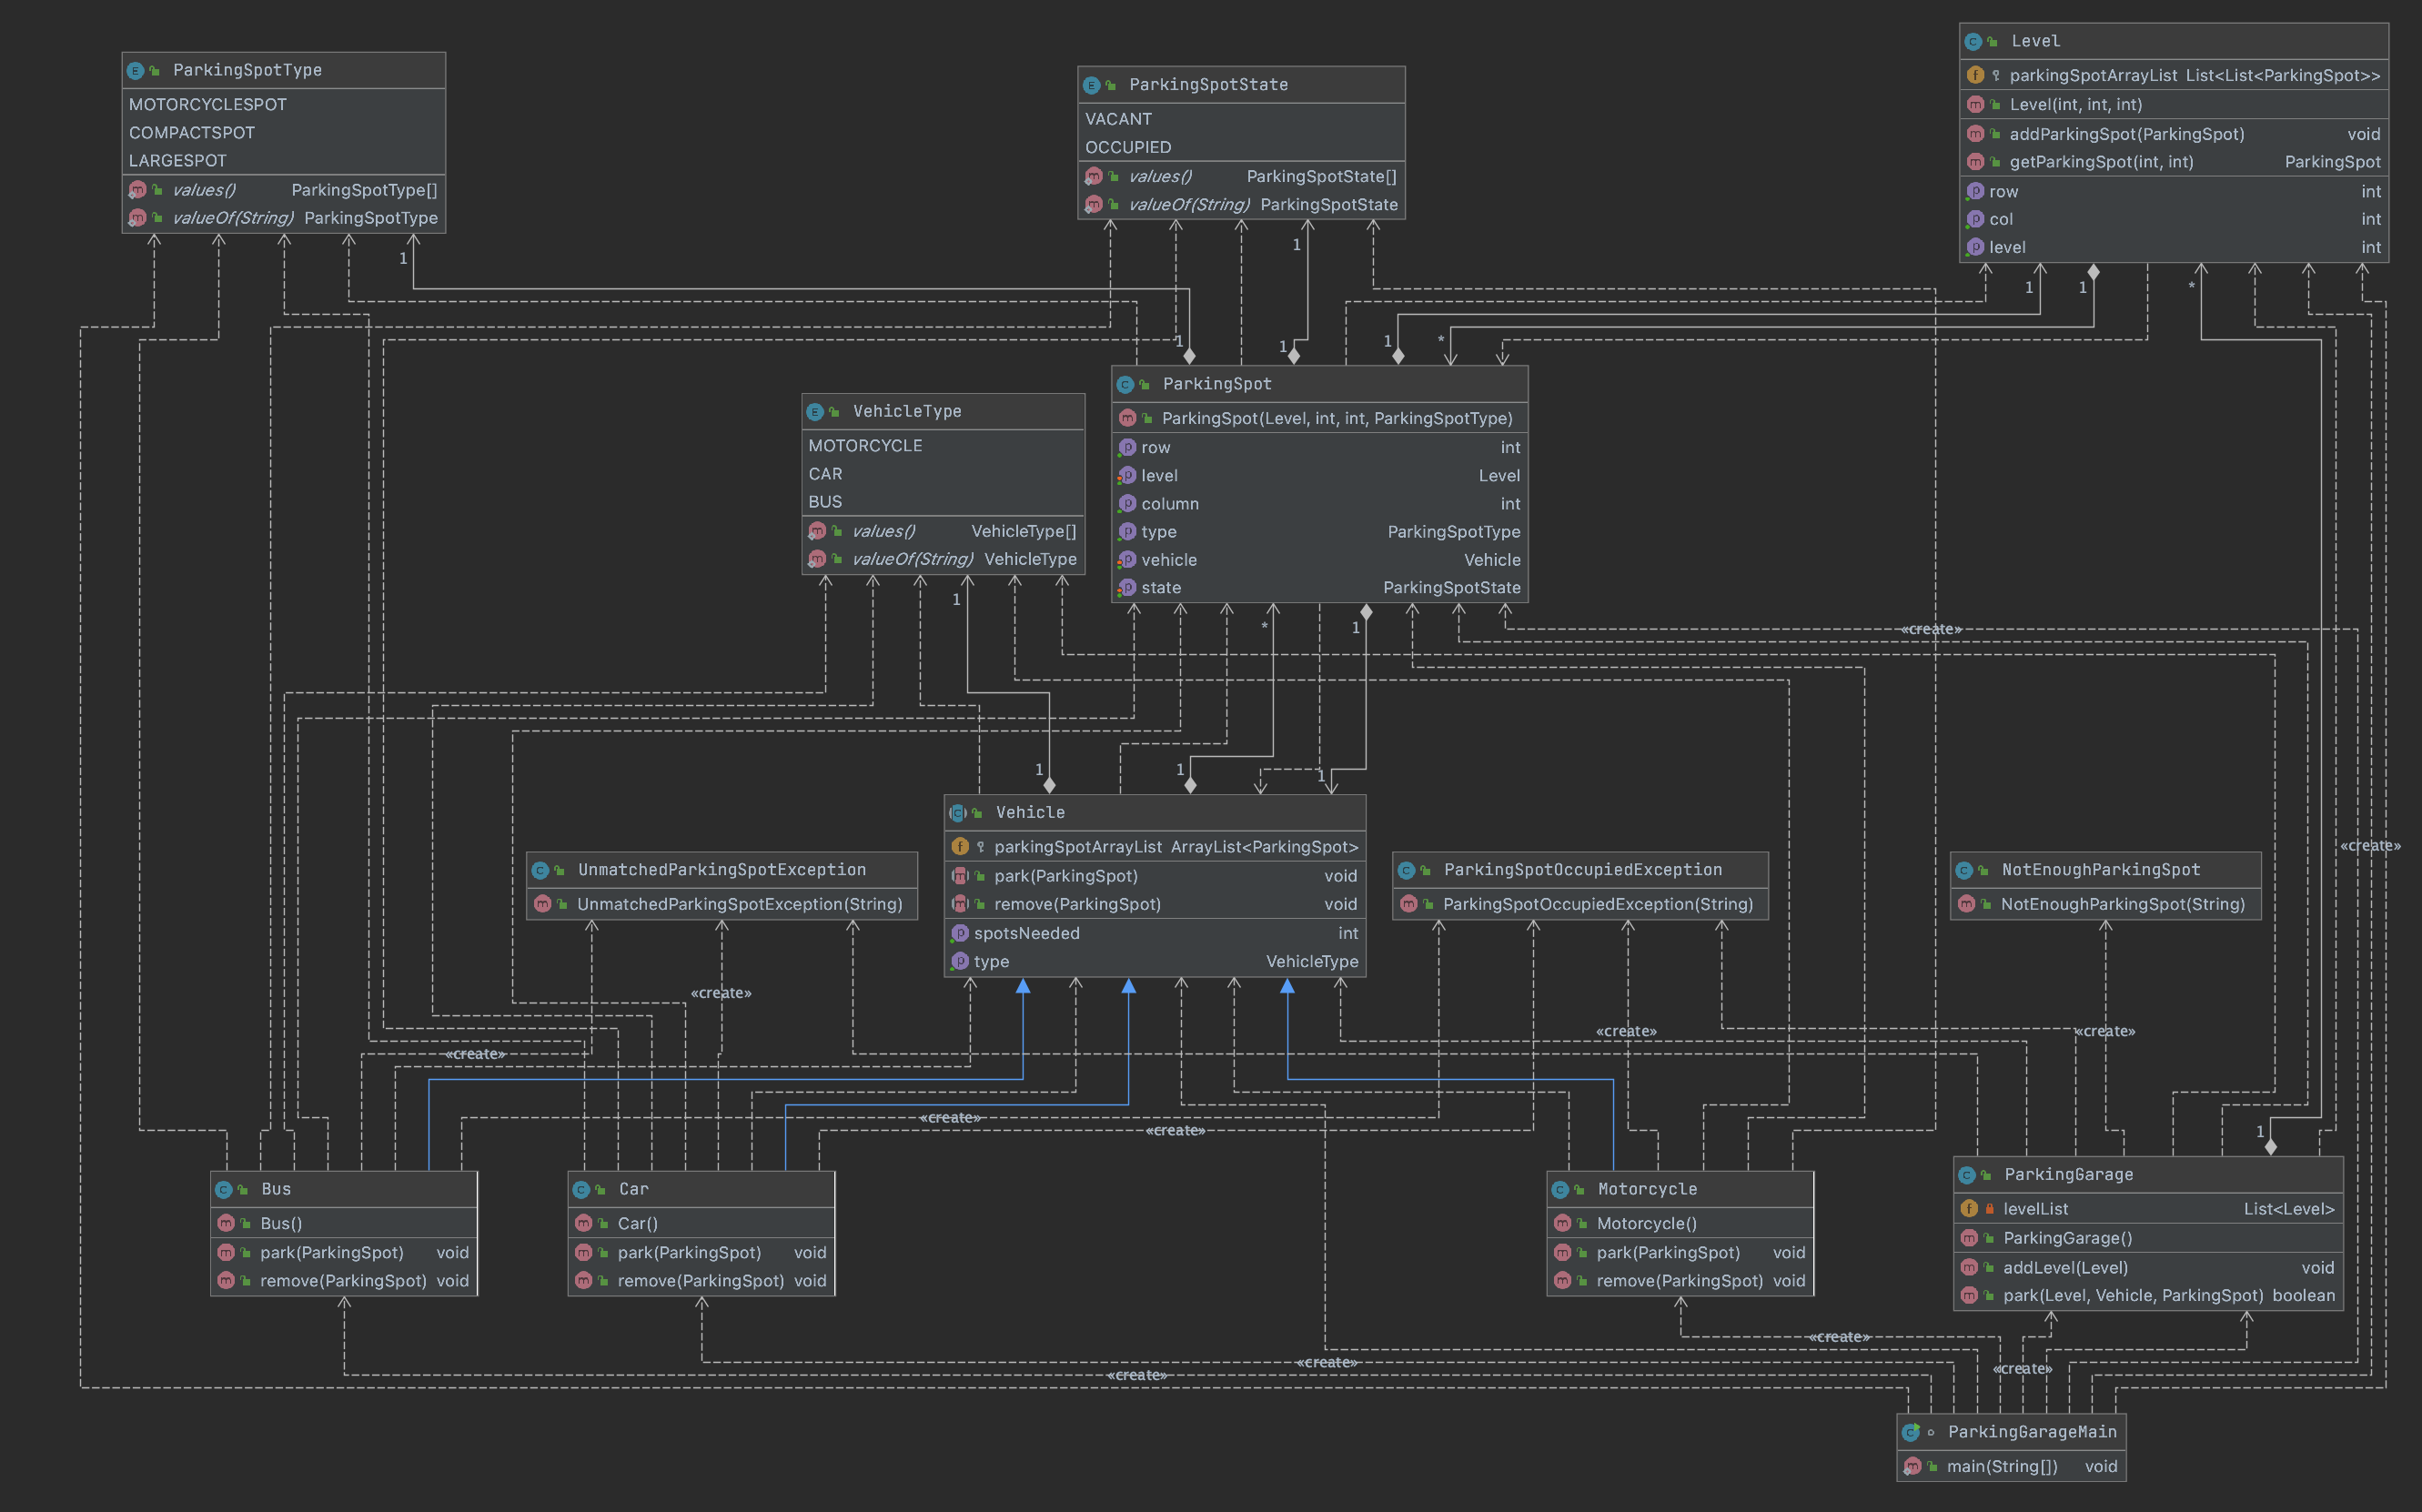 ParkingSpotType
MOTORCYCLESPOT
COMPACTSPOT
LARGESPOT
values() ParkingSpotType[]
valueOf(String) ParkingSpotType
ParkingSpotState
VACANT
OCCUPIED
values() ParkingSpotState[]
valueOf(String) ParkingSpotState
Level
parkingSpotArrayList List<List<ParkingSpot>>
Level(int, int, int)
addParkingSpot(ParkingSpot) void
getParkingSpot(int, int) ParkingSpot
row int
col int
level int
1
1
1
1
*
1
1
1
*
VehicleType
MOTORCYCLE
CAR
BUS
values() VehicleType[]
valueOf(String) VehicleType
ParkingSpot
ParkingSpot(Level, int, int, ParkingSpotType)
row int
level Level
column int
type ParkingSpotType
vehicle Vehicle
state ParkingSpotState
1
*
1
«create»
1
1
1
«create»
Vehicle
parkingSpotArrayList ArrayList<ParkingSpot>
park(ParkingSpot) void
remove(ParkingSpot) void
spotsNeeded int
type VehicleType
UnmatchedParkingSpotException
UnmatchedParkingSpotException(String)
ParkingSpotOccupiedException
ParkingSpotOccupiedException(String)
NotEnoughParkingSpot
NotEnoughParkingSpot(String)
«create»
«create»
«create»
«create»
«create»
«create»
1
Bus
Bus()
park(ParkingSpot) void
remove(ParkingSpot) void
Car
Car()
park(ParkingSpot) void
remove(ParkingSpot) void
Motorcycle
Motorcycle()
park(ParkingSpot) void
remove(ParkingSpot) void
ParkingGarage
levelList List<Level>
ParkingGarage()
addLevel(Level) void
park(Level, Vehicle, ParkingSpot) boolean
«create»
«create»
«create»
«create»
ParkingGarageMain
main(String[]) void